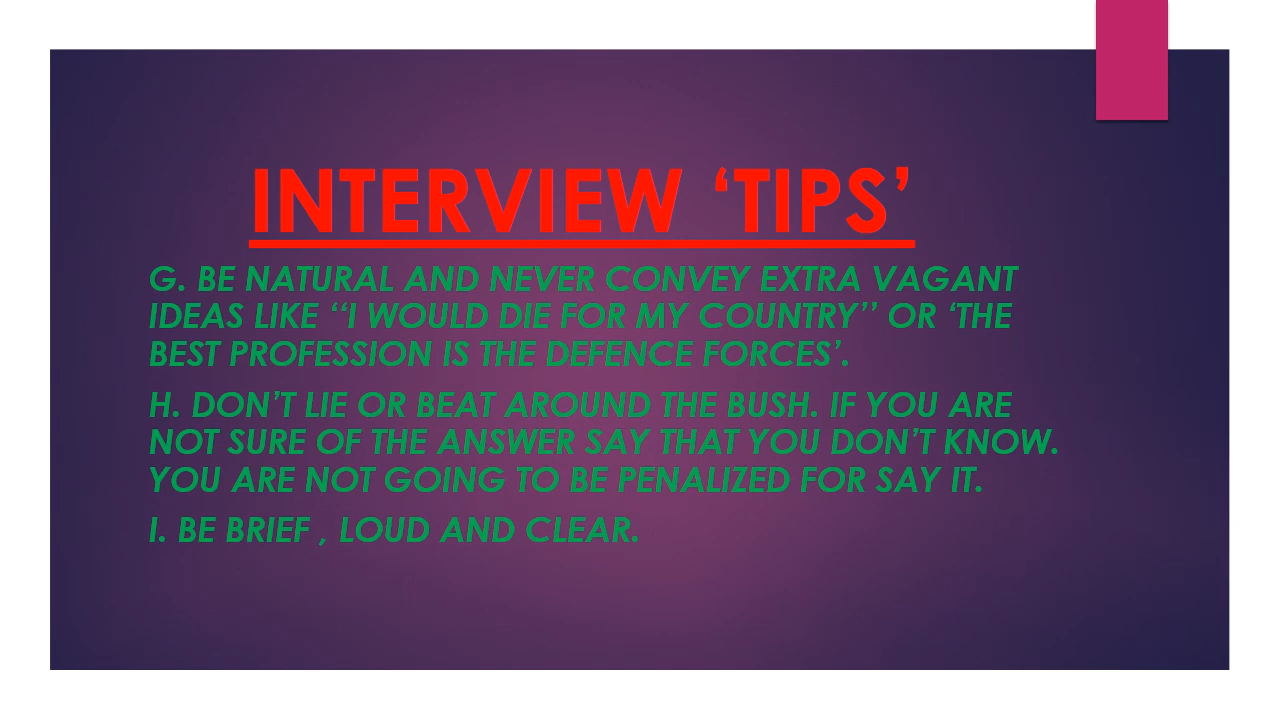 INTERVIEW ‘TIPS’
G. BE NATURAL AND NEVER CONVEY EXTRA VAGANT
IDEAS LIKE “I WOULD DIE FOR MY COUNTRY” OR ‘THE
BEST PROFESSION IS THE DEFENCE FORCES’.
H. DON’T LIE OR BEAT AROUND THE BUSH. IF YOU ARE
NOT SURE OF THE ANSWER SAY THAT YOU DON’T KNOW.
YOU ARE NOT GOING TO BE PENALIZED FOR SAY IT.
I. BE BRIEF , LOUD AND CLEAR.